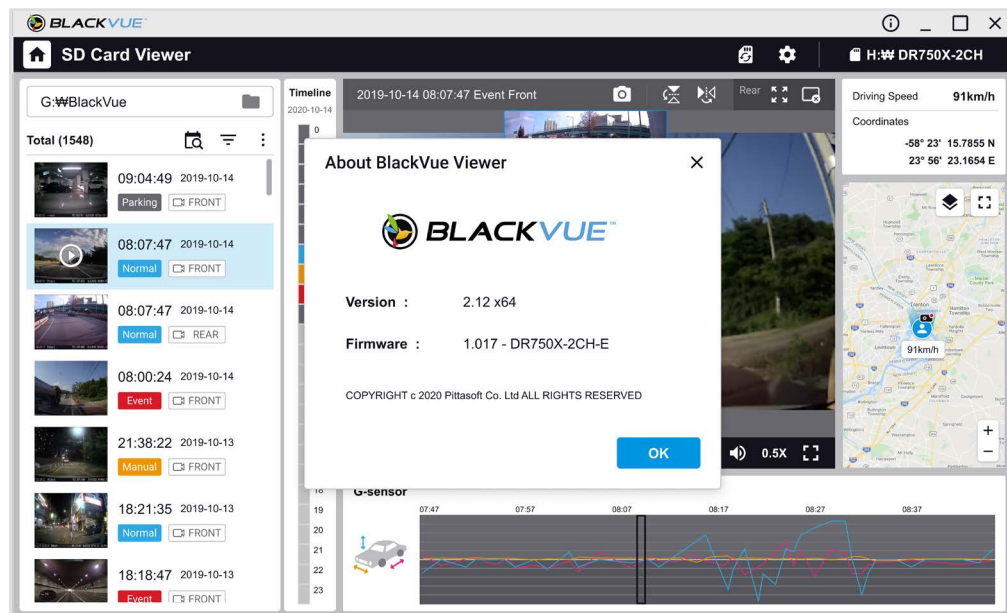 BLACKVUE
SD Card Viewer
H:₩ DR750X-2CH
G:₩BlackVue
Total (1548)
09:04:49 2019-10-14
Parking FRONT
08:07:47 2019-10-14
Normal FRONT
08:07:47 2019-10-14
Normal REAR
08:00:24 2019-10-14
Event FRONT
21:38:22 2019-10-13
Manual FRONT
18:21:35 2019-10-13
Normal FRONT
18:18:47 2019-10-13
Event FRONT
Timeline
2020-10-14
0
18
19
20
21
22
23
2019-10-14 08:07:47 Event Front
Rear
About BlackVue Viewer
BLACKVUE™
Version : 2.12 x64
Firmware : 1.017 - DR750X-2CH-E
COPYRIGHT c 2020 Pittasoft Co. Ltd ALL RIGHTS RESERVED
OK
0.5X
Driving Speed 91km/h
Coordinates
-58° 23' 15.7855 N
23° 56' 23.1654 E
Trenton
Hamilton
Township
91km/h
+
−
G-sensor
07:47 07:57 08:07 08:17 08:27 08:37